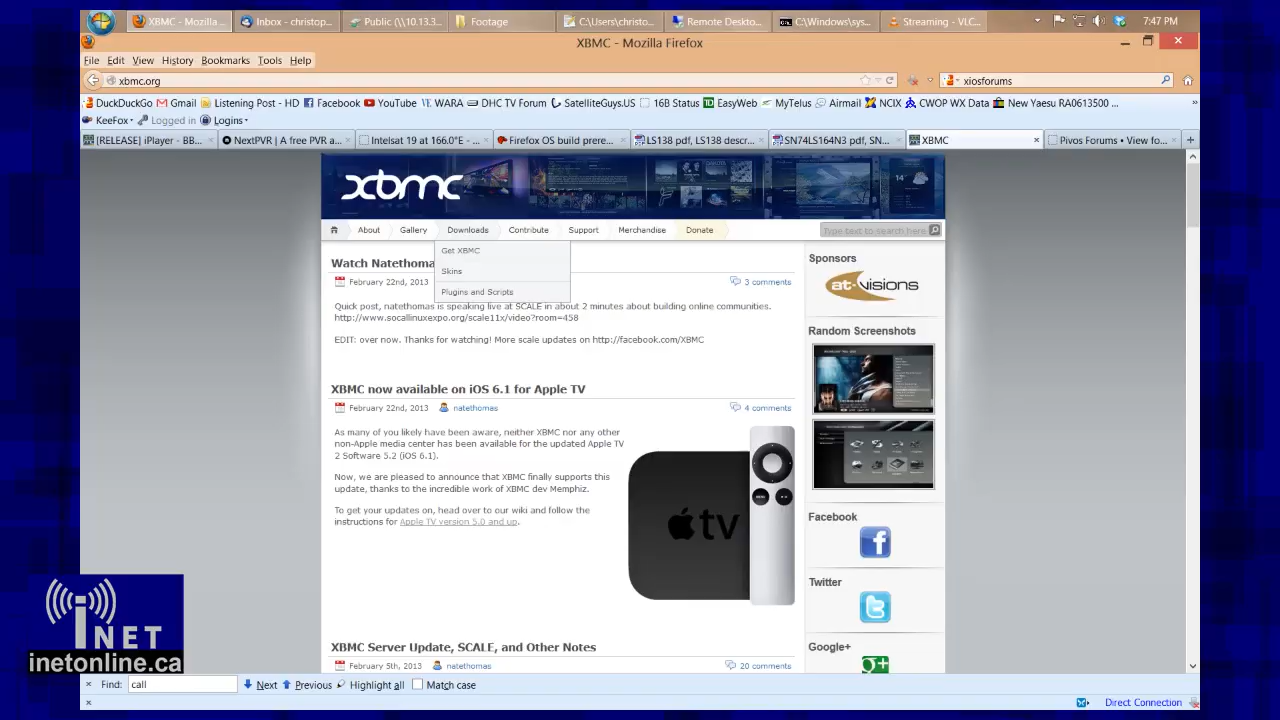 XBMC - Mozilla ...
Inbox - christop...
Public (\\10.13.3...
Footage
C:\Users\christo...
Remote Deskto...
C:\Windows\sys...
Streaming - VLC...
7:47 PM
XBMC - Mozilla Firefox
File Edit View History Bookmarks Tools Help
xbmc.org
xiosforums
DuckDuckGo Gmail Listening Post - HD Facebook YouTube WARA DHC TV Forum SatelliteGuys.US 16B Status EasyWeb MyTelus Airmail NCIX CWOP WX Data New Yaesu RA0613500 ...
KeeFox Logged in Logins
[RELEASE] iPlayer - BB...
NextPVR | A free PVR a...
Intelsat 19 at 166.0°E - ...
Firefox OS build prere...
LS138 pdf, LS138 descr...
SN74LS164N3 pdf, SN...
XBMC
Pivos Forums • View fo...
xbmc
About Gallery Downloads Contribute Support Merchandise Donate
Type text to search here
Get XBMC
Skins
Plugins and Scripts
Watch Natethoma
February 22nd, 2013
3 comments
Quick post, natethomas is speaking live at SCALE in about 2 minutes about building online communities.
http://www.socallinuxexpo.org/scale11x/video?room=458
EDIT: over now. Thanks for watching! More scale updates on http://facebook.com/XBMC
XBMC now available on iOS 6.1 for Apple TV
February 22nd, 2013 natethomas 4 comments
As many of you likely have been aware, neither XBMC nor any other
non-Apple media center has been available for the updated Apple TV
2 Software 5.2 (iOS 6.1).
Now, we are pleased to announce that XBMC finally supports this
update, thanks to the incredible work of XBMC dev Memphiz.
To get your updates on, head over to our wiki and follow the
instructions for Apple TV version 5.0 and up.
tv
MENU
XBMC Server Update, SCALE, and Other Notes
February 5th, 2013 natethomas 20 comments
Sponsors
at-visions
Random Screenshots
Facebook
Twitter
Google+
Find: call Next Previous Highlight all Match case
Direct Connection
iNET
inetonline.ca